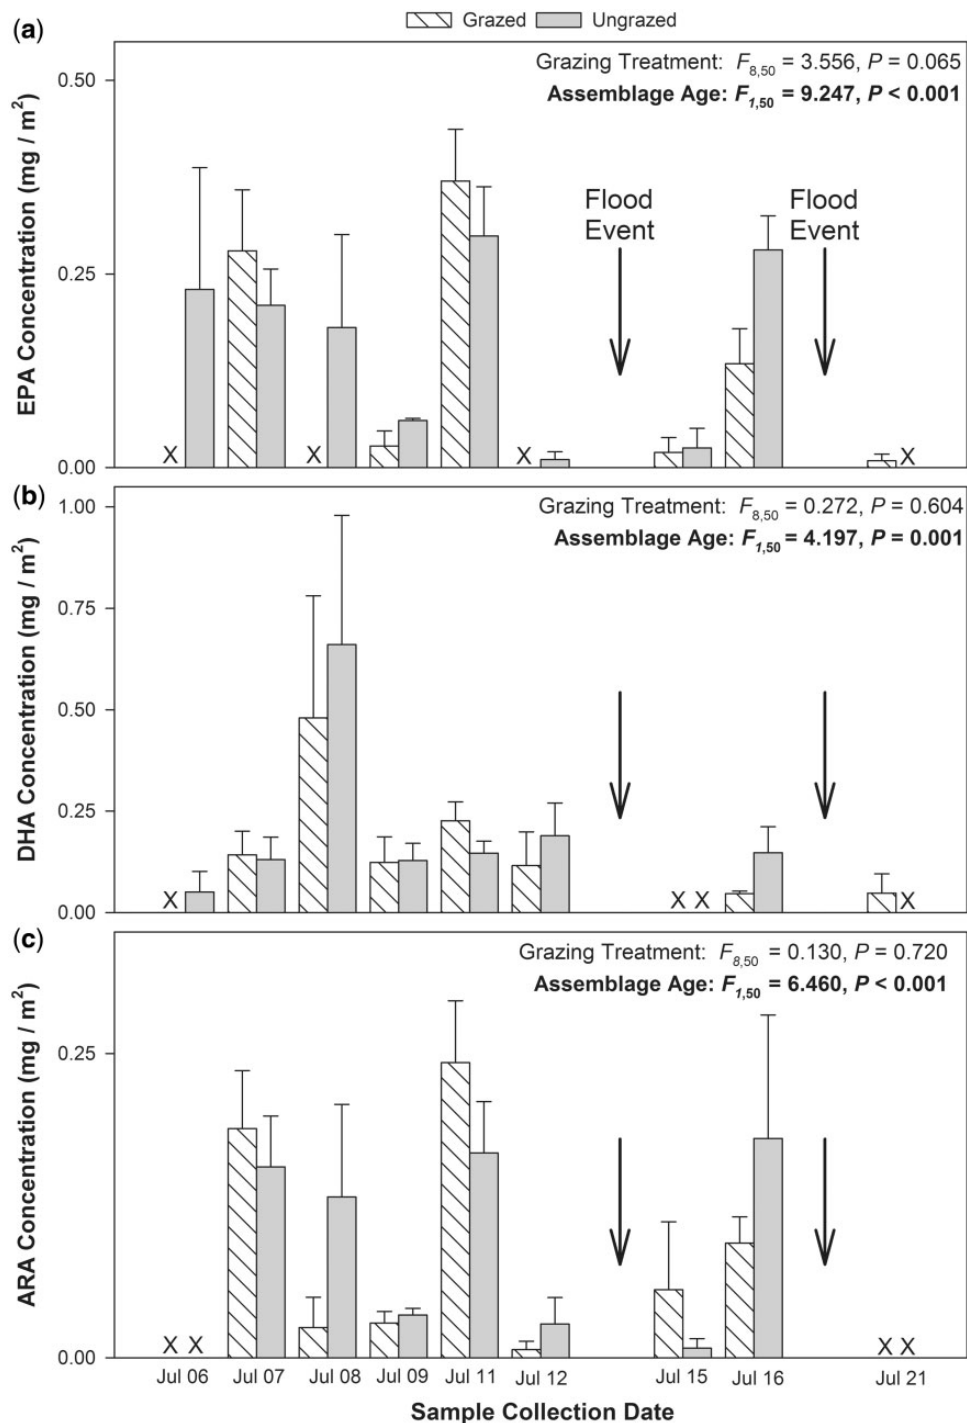 Grazed Ungrazed
(a)
Grazing Treatment: F8,50 = 3.556, P = 0.065
Assemblage Age: F1,50 = 9.247, P < 0.001
EPA Concentration (mg / m2)
0.50
0.25
0.00
Flood
Event
Flood
Event
X X X X
(b)
Grazing Treatment: F8,50 = 0.272, P = 0.604
Assemblage Age: F1,50 = 4.197, P = 0.001
DHA Concentration (mg / m2)
1.00
0.75
0.50
0.25
0.00
X X X X
(c)
Grazing Treatment: F8,50 = 0.130, P = 0.720
Assemblage Age: F1,50 = 6.460, P < 0.001
ARA Concentration (mg / m2)
0.25
0.00
X X X X
Jul 06 Jul 07 Jul 08 Jul 09 Jul 11 Jul 12 Jul 15 Jul 16 Jul 21
Sample Collection Date